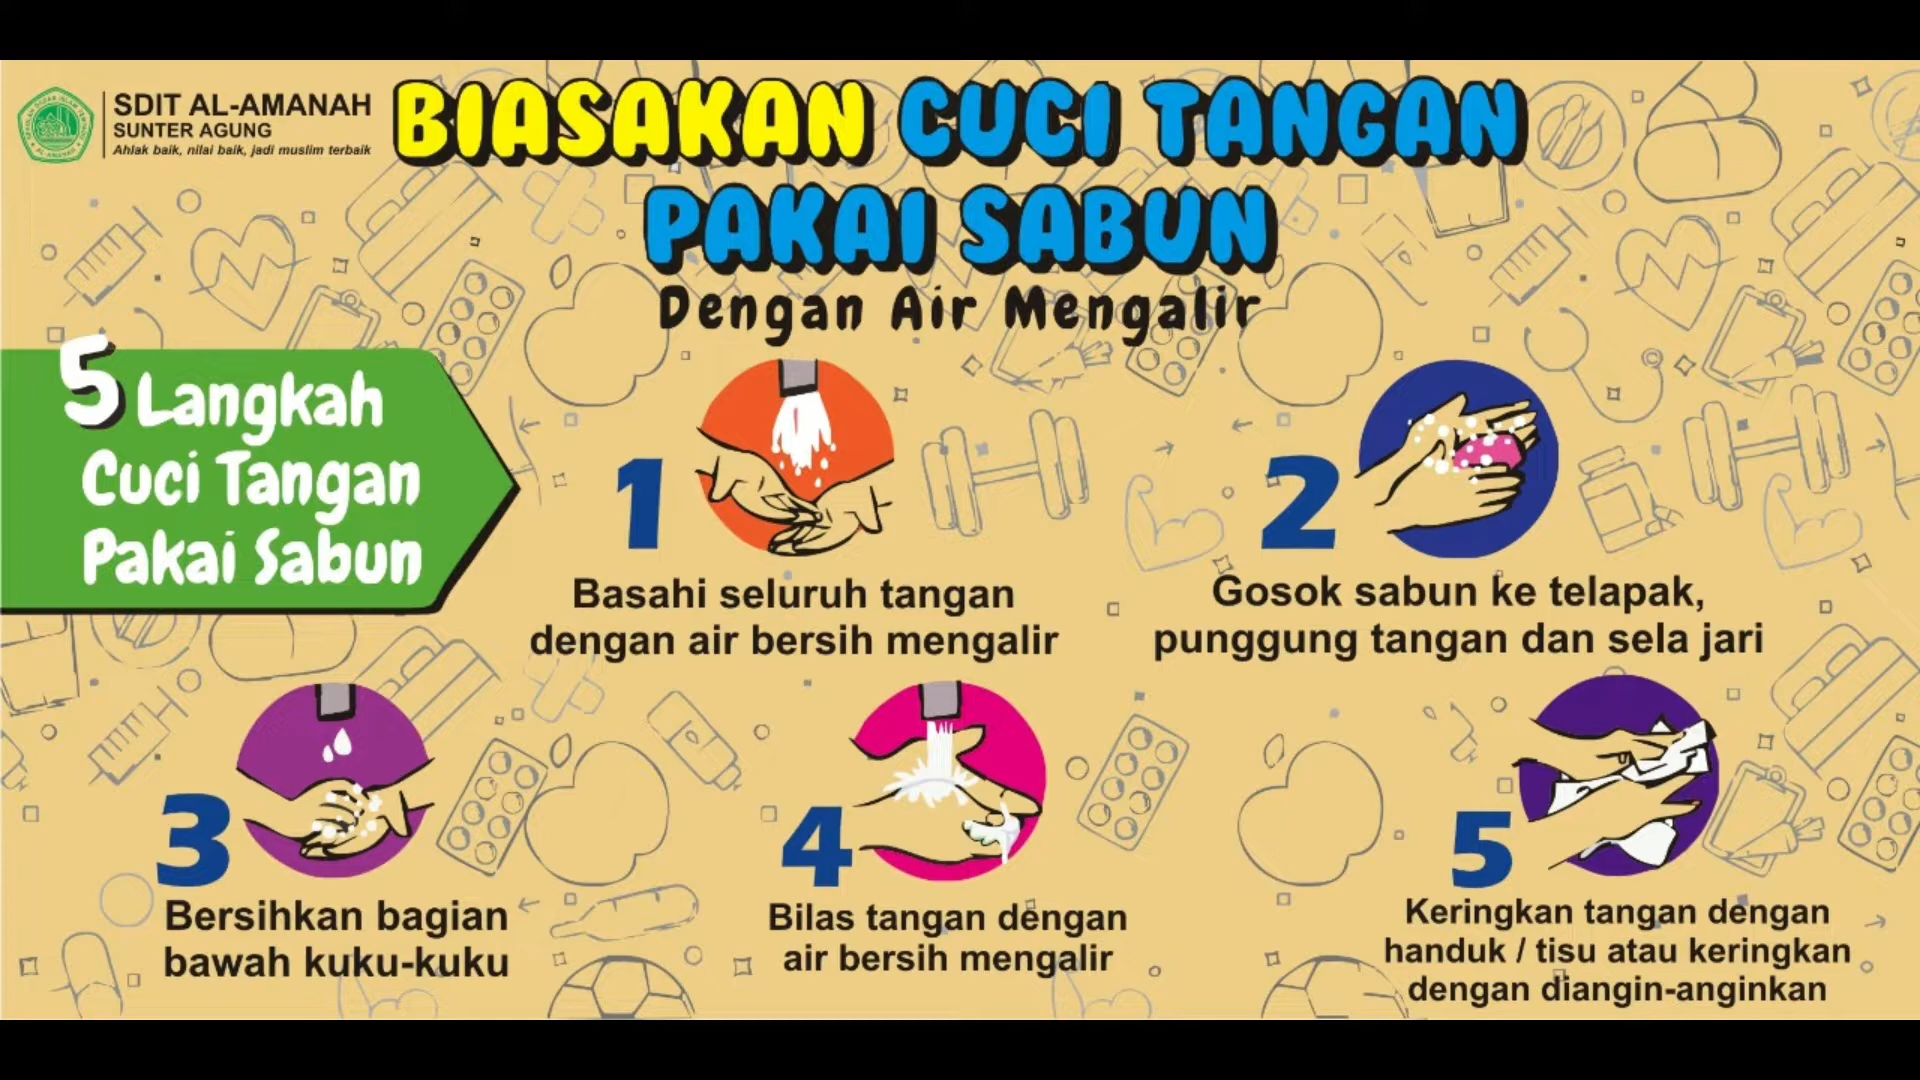 SDIT AL-AMANAH
SUNTER AGUNG
Ahlak baik, nilai baik, jadi muslim terbaik
BIASAKAN CUCI TANGAN
PAKAI SABUN
Dengan Air Mengalir
5 Langkah
Cuci Tangan
Pakai Sabun
1
Basahi seluruh tangan
dengan air bersih mengalir
2
Gosok sabun ke telapak,
punggung tangan dan sela jari
3
Bersihkan bagian
bawah kuku-kuku
4
Bilas tangan dengan
air bersih mengalir
5
Keringkan tangan dengan
handuk / tisu atau keringkan
dengan diangin-anginkan